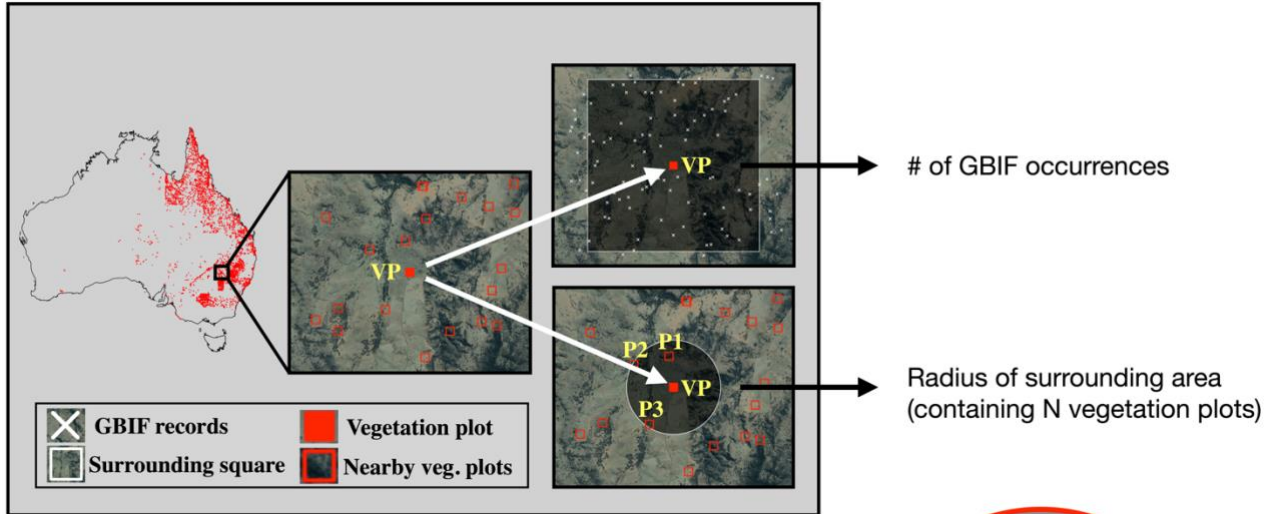 VP
# of GBIF occurrences
VP
P1
P2
VP
P3
Radius of surrounding area
(containing N vegetation plots)
GBIF records
Vegetation plot
Surrounding square
Nearby veg. plots